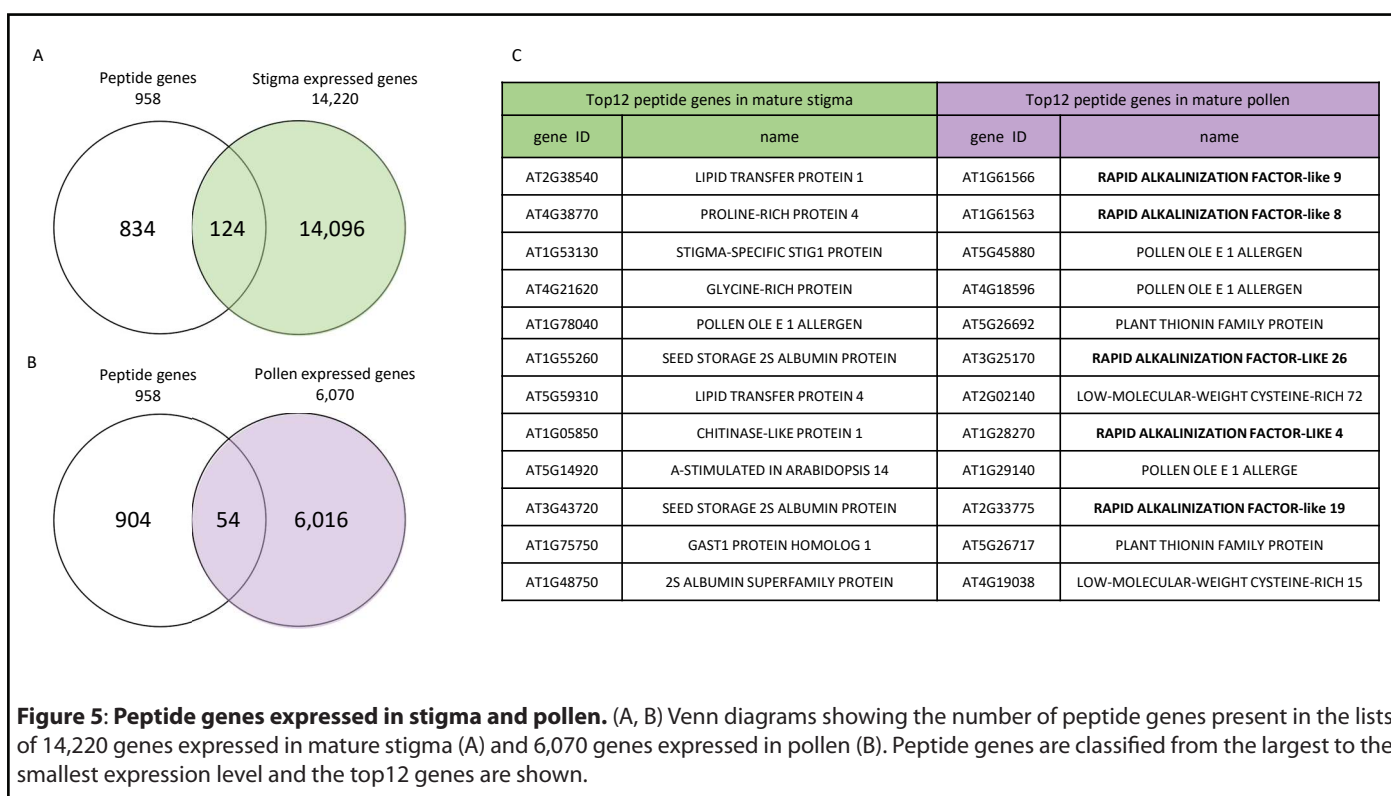 A
Peptide genes
958
Stigma expressed genes
14,220
834
124
14,096
B
Peptide genes
958
Pollen expressed genes
6,070
904
54
6,016
C
Top12 peptide genes in mature stigma Top12 peptide genes in mature pollen
gene ID name gene ID name
AT2G38540 LIPID TRANSFER PROTEIN 1 AT1G61566 RAPID ALKALINIZATION FACTOR-like 9
AT4G38770 PROLINE-RICH PROTEIN 4 AT1G61563 RAPID ALKALINIZATION FACTOR-like 8
AT1G53130 STIGMA-SPECIFIC STIG1 PROTEIN AT5G45880 POLLEN OLE E 1 ALLERGEN
AT4G21620 GLYCINE-RICH PROTEIN AT4G18596 POLLEN OLE E 1 ALLERGEN
AT1G78040 POLLEN OLE E 1 ALLERGEN AT5G26692 PLANT THIONIN FAMILY PROTEIN
AT1G55260 SEED STORAGE 2S ALBUMIN PROTEIN AT3G25170 RAPID ALKALINIZATION FACTOR-LIKE 26
AT5G59310 LIPID TRANSFER PROTEIN 4 AT2G02140 LOW-MOLECULAR-WEIGHT CYSTEINE-RICH 72
AT1G05850 CHITINASE-LIKE PROTEIN 1 AT1G28270 RAPID ALKALINIZATION FACTOR-LIKE 4
AT5G14920 A-STIMULATED IN ARABIDOPSIS 14 AT1G29140 POLLEN OLE E 1 ALLERGE
AT3G43720 SEED STORAGE 2S ALBUMIN PROTEIN AT2G33775 RAPID ALKALINIZATION FACTOR-like 19
AT1G75750 GAST1 PROTEIN HOMOLOG 1 AT5G26717 PLANT THIONIN FAMILY PROTEIN
AT1G48750 2S ALBUMIN SUPERFAMILY PROTEIN AT4G19038 LOW-MOLECULAR-WEIGHT CYSTEINE-RICH 15
Figure 5: Peptide genes expressed in stigma and pollen. (A, B) Venn diagrams showing the number of peptide genes present in the lists
of 14,220 genes expressed in mature stigma (A) and 6,070 genes expressed in pollen (B). Peptide genes are classified from the largest to the
smallest expression level and the top12 genes are shown.